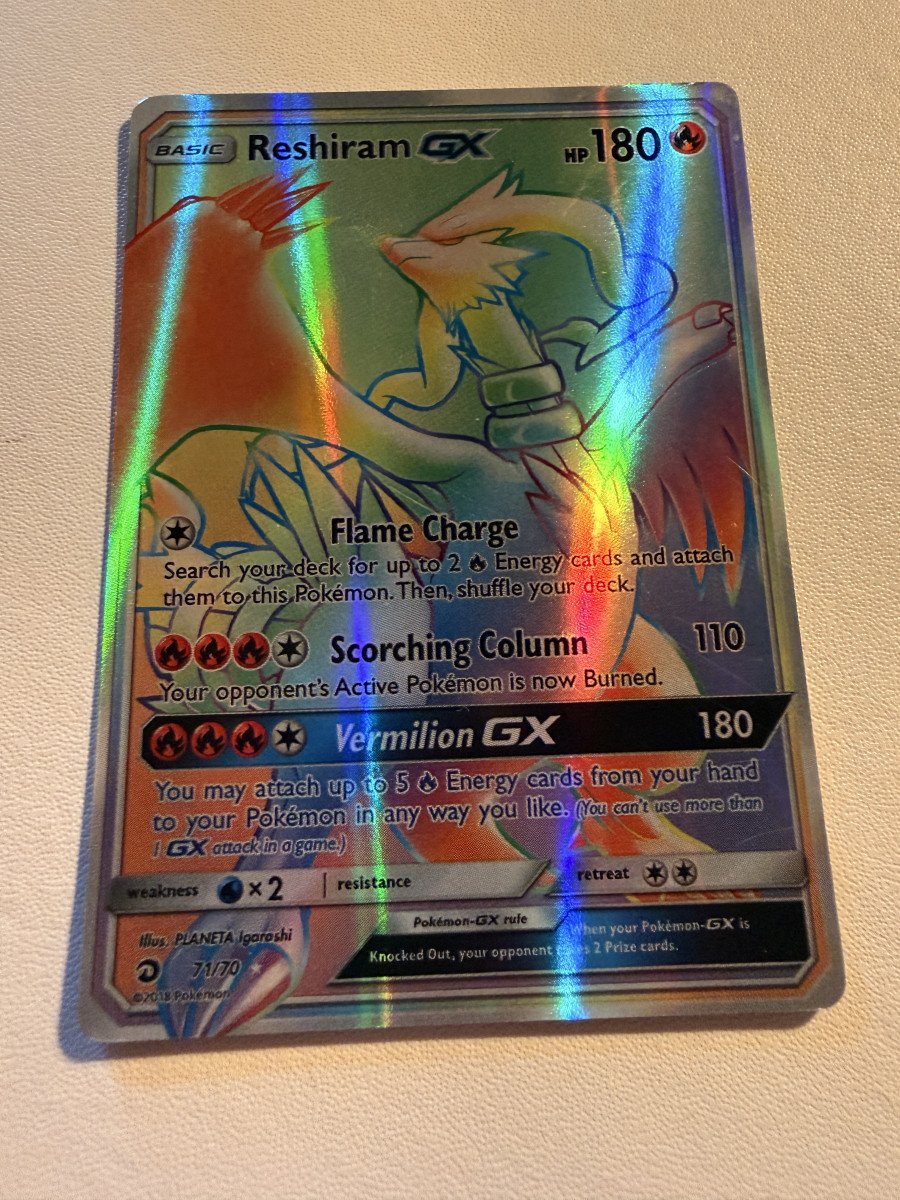 BASIC Reshiram GX HP 180
Flame Charge
Search your deck for up to 2 Energy cards and attach
them to this Pokémon. Then, shuffle your deck.
Scorching Column 110
Your opponent's Active Pokémon is now Burned.
Vermilion GX 180
You may attach up to 5 Energy cards from your hand
to your Pokémon in any way you like. (You can't use more than
1 GX attack in a game.)
weakness ×2 resistance retreat
Illus. PLANETA Igarashi
Pokémon-GX rule When your Pokémon-GX is
Knocked Out, your opponent takes 2 Prize cards.
71/70
©2018 Pokémon